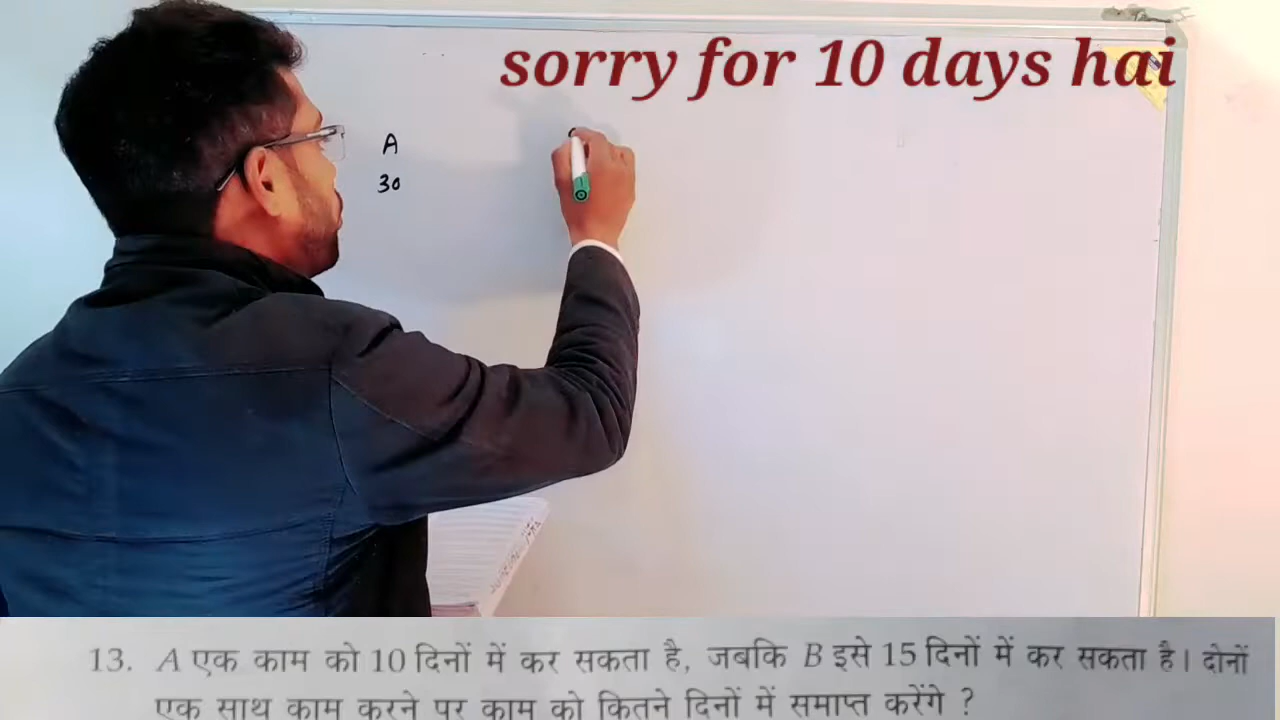 sorry for 10 days hai
A
30
13. A एक काम को 10 दिनों में कर सकता है, जबकि B इसे 15 दिनों में कर सकता है। दोनों
एक साथ काम करने पर काम को कितने दिनों में समाप्त करेंगे ?